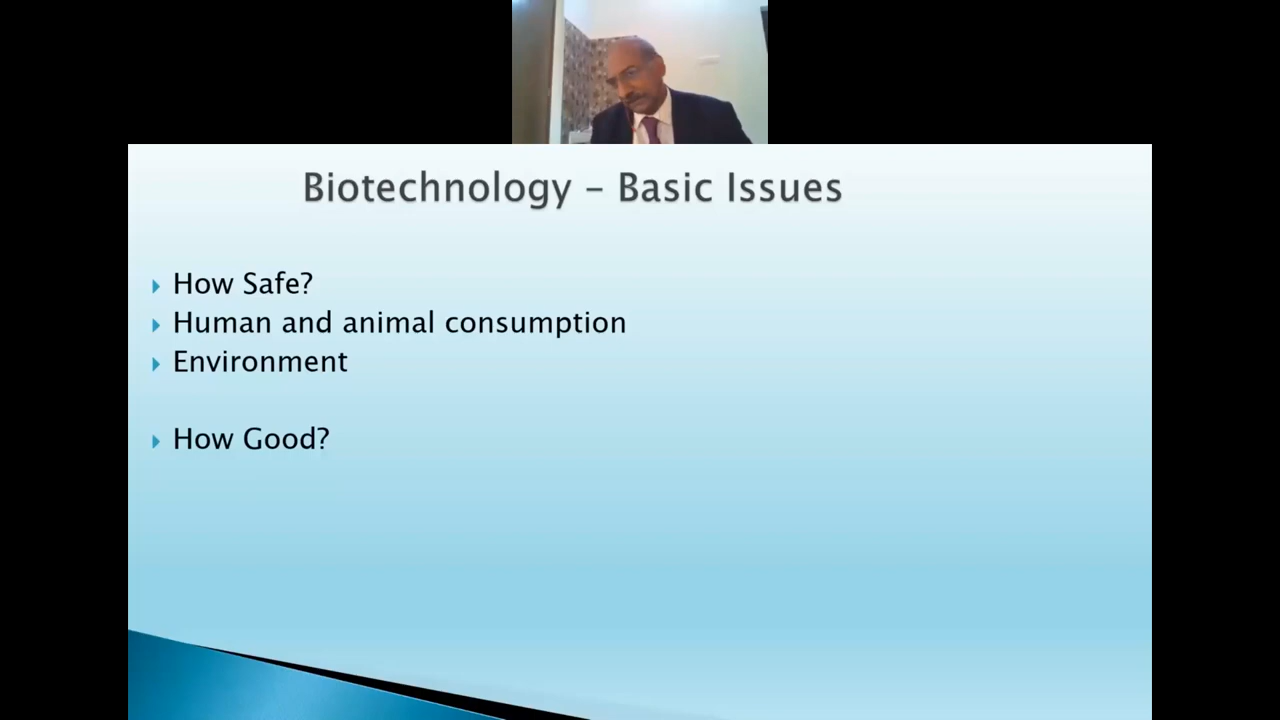 Biotechnology – Basic Issues
How Safe?
Human and animal consumption
Environment
How Good?